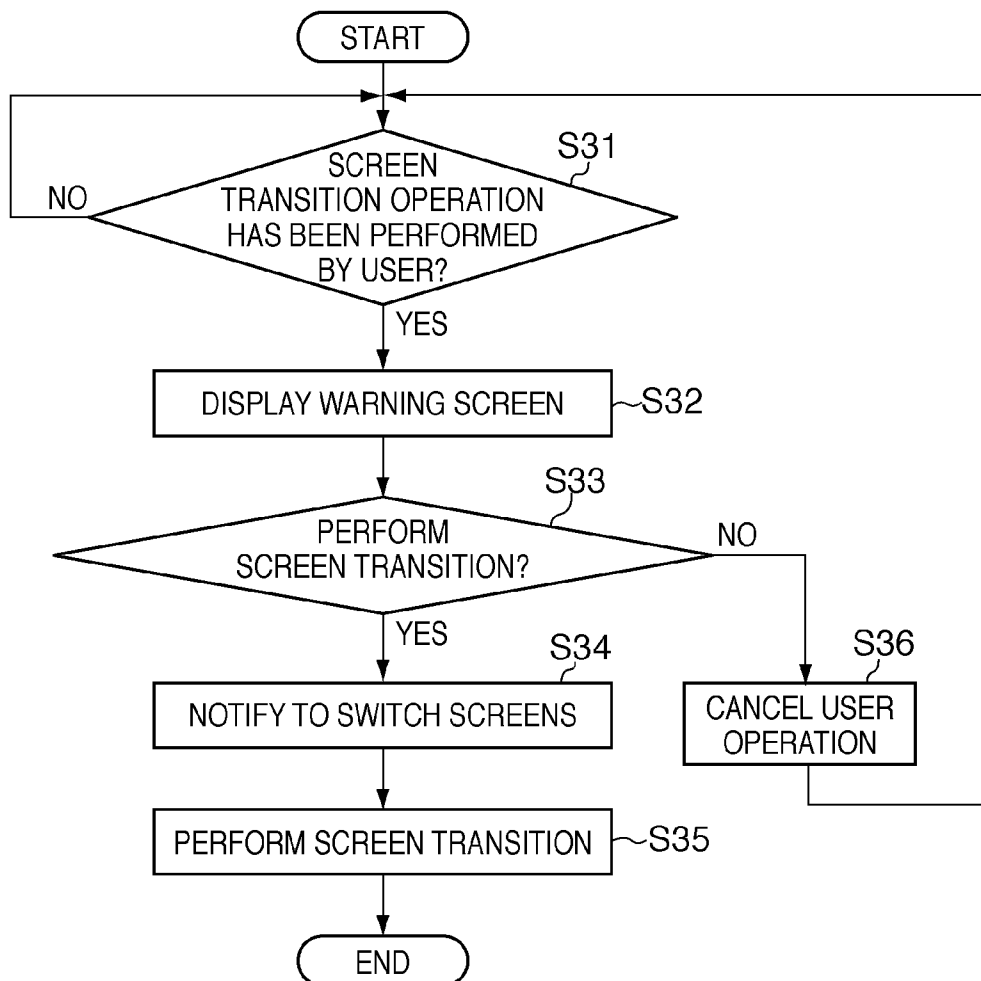 START
S31
SCREEN
TRANSITION OPERATION
HAS BEEN PERFORMED
BY USER?
NO
YES
DISPLAY WARNING SCREEN
S32
S33
PERFORM
SCREEN TRANSITION?
NO
YES
S34
NOTIFY TO SWITCH SCREENS
S36
CANCEL USER
OPERATION
PERFORM SCREEN TRANSITION
S35
END